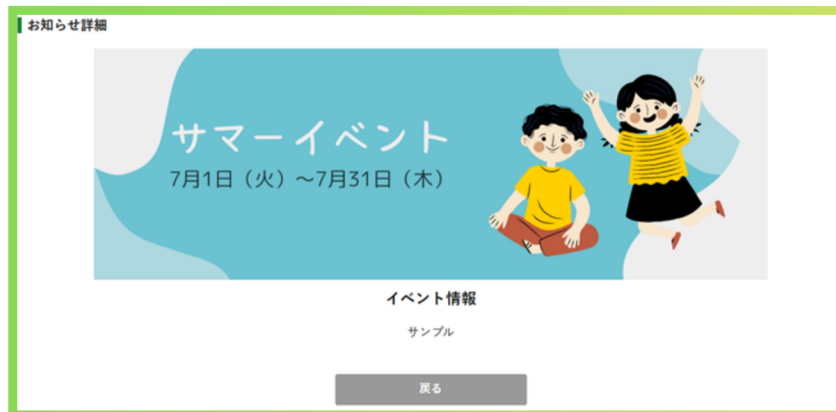 お知らせ詳細
サマーイベント
7月1日（火）～7月31日（木）
イベント情報
サンプル
戻る